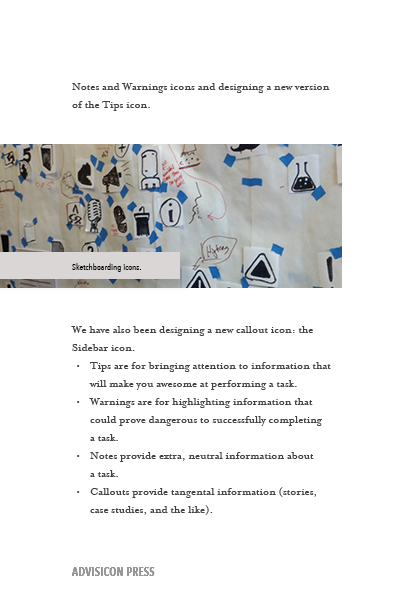 Notes and Warnings icons and designing a new version
of the Tips icon.
Sketchboarding icons.
We have also been designing a new callout icon: the
Sidebar icon.
• Tips are for bringing attention to information that
will make you awesome at performing a task.
• Warnings are for highlighting information that
could prove dangerous to successfully completing
a task.
• Notes provide extra, neutral information about
a task.
• Callouts provide tangental information (stories,
case studies, and the like).
ADVISICON PRESS